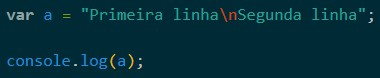 var a = "Primeira linha\nSegunda linha";
console.log(a);